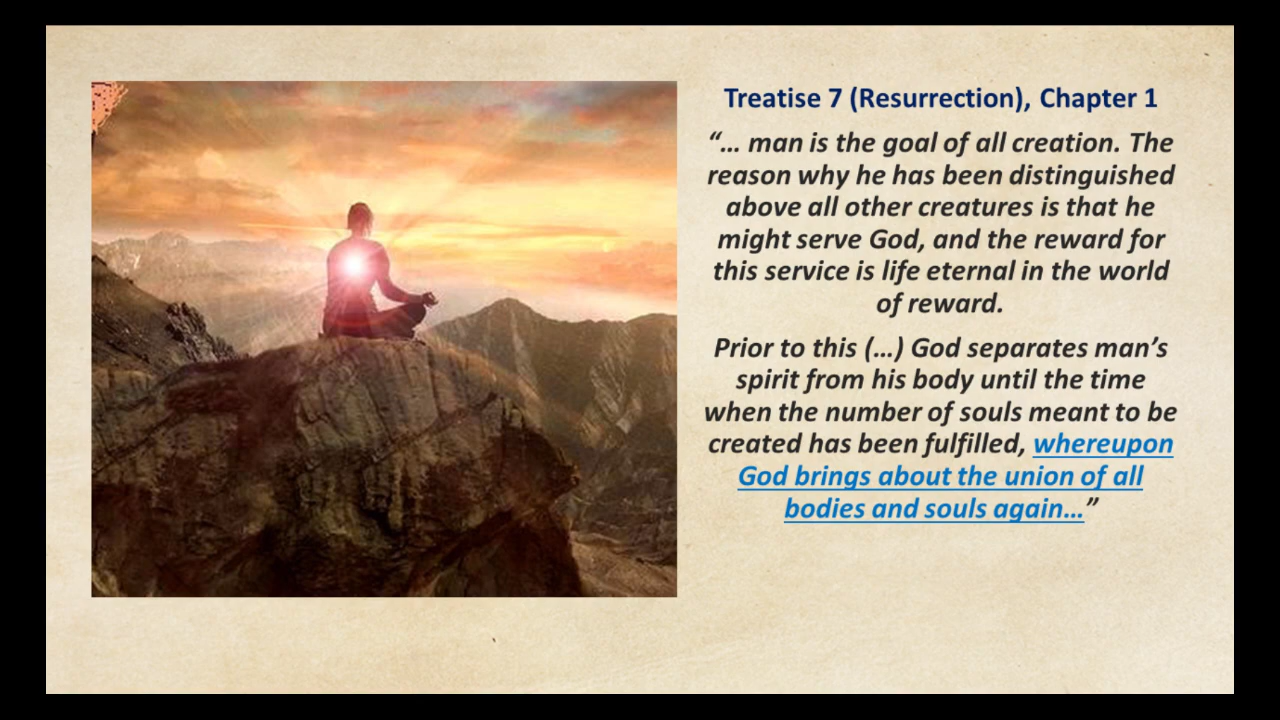 Treatise 7 (Resurrection), Chapter 1
“… man is the goal of all creation. The
reason why he has been distinguished
above all other creatures is that he
might serve God, and the reward for
this service is life eternal in the world
of reward.
Prior to this (…) God separates man’s
spirit from his body until the time
when the number of souls meant to be
created has been fulfilled, whereupon
God brings about the union of all
bodies and souls again…”